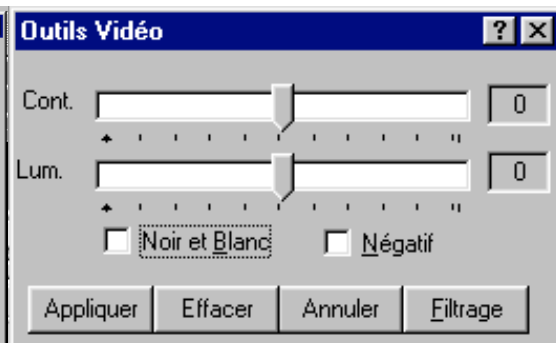 Outils Vidéo ? ×
Cont. 0
Lum. 0
Noir et Blanc Négatif
Appliquer Effacer Annuler Filtrage